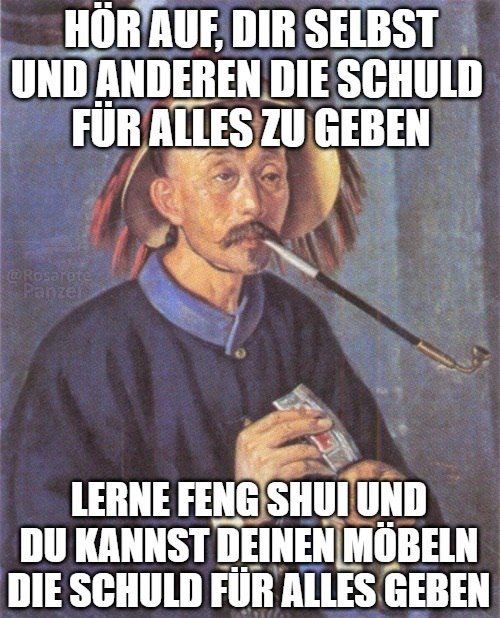 HÖR AUF, DIR SELBST
UND ANDEREN DIE SCHULD
FÜR ALLES ZU GEBEN
@Rosarote
Panzer
LERNE FENG SHUI UND
DU KANNST DEINEN MÖBELN
DIE SCHULD FÜR ALLES GEBEN